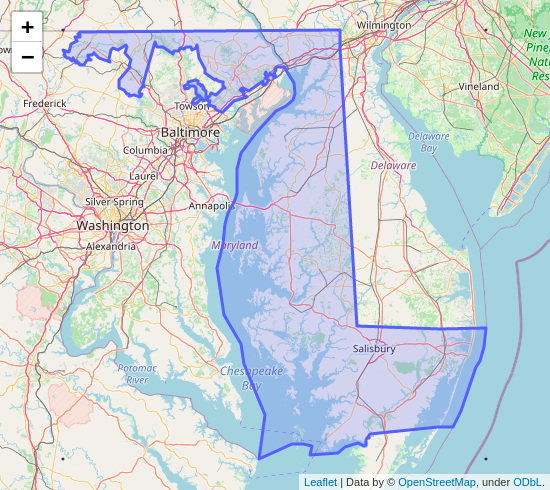 +
Wilmington
−
New
Pine
Nati
Res
Vineland
Frederick
Towson
Baltimore
Delaware
Bay
Columbia
Delaware
Laurel
Silver Spring
Annapolis
Washington
Maryland
Alexandria
Salisbury
Potomac
River
Chesapeake
Bay
Leaflet | Data by © OpenStreetMap, under ODbL.